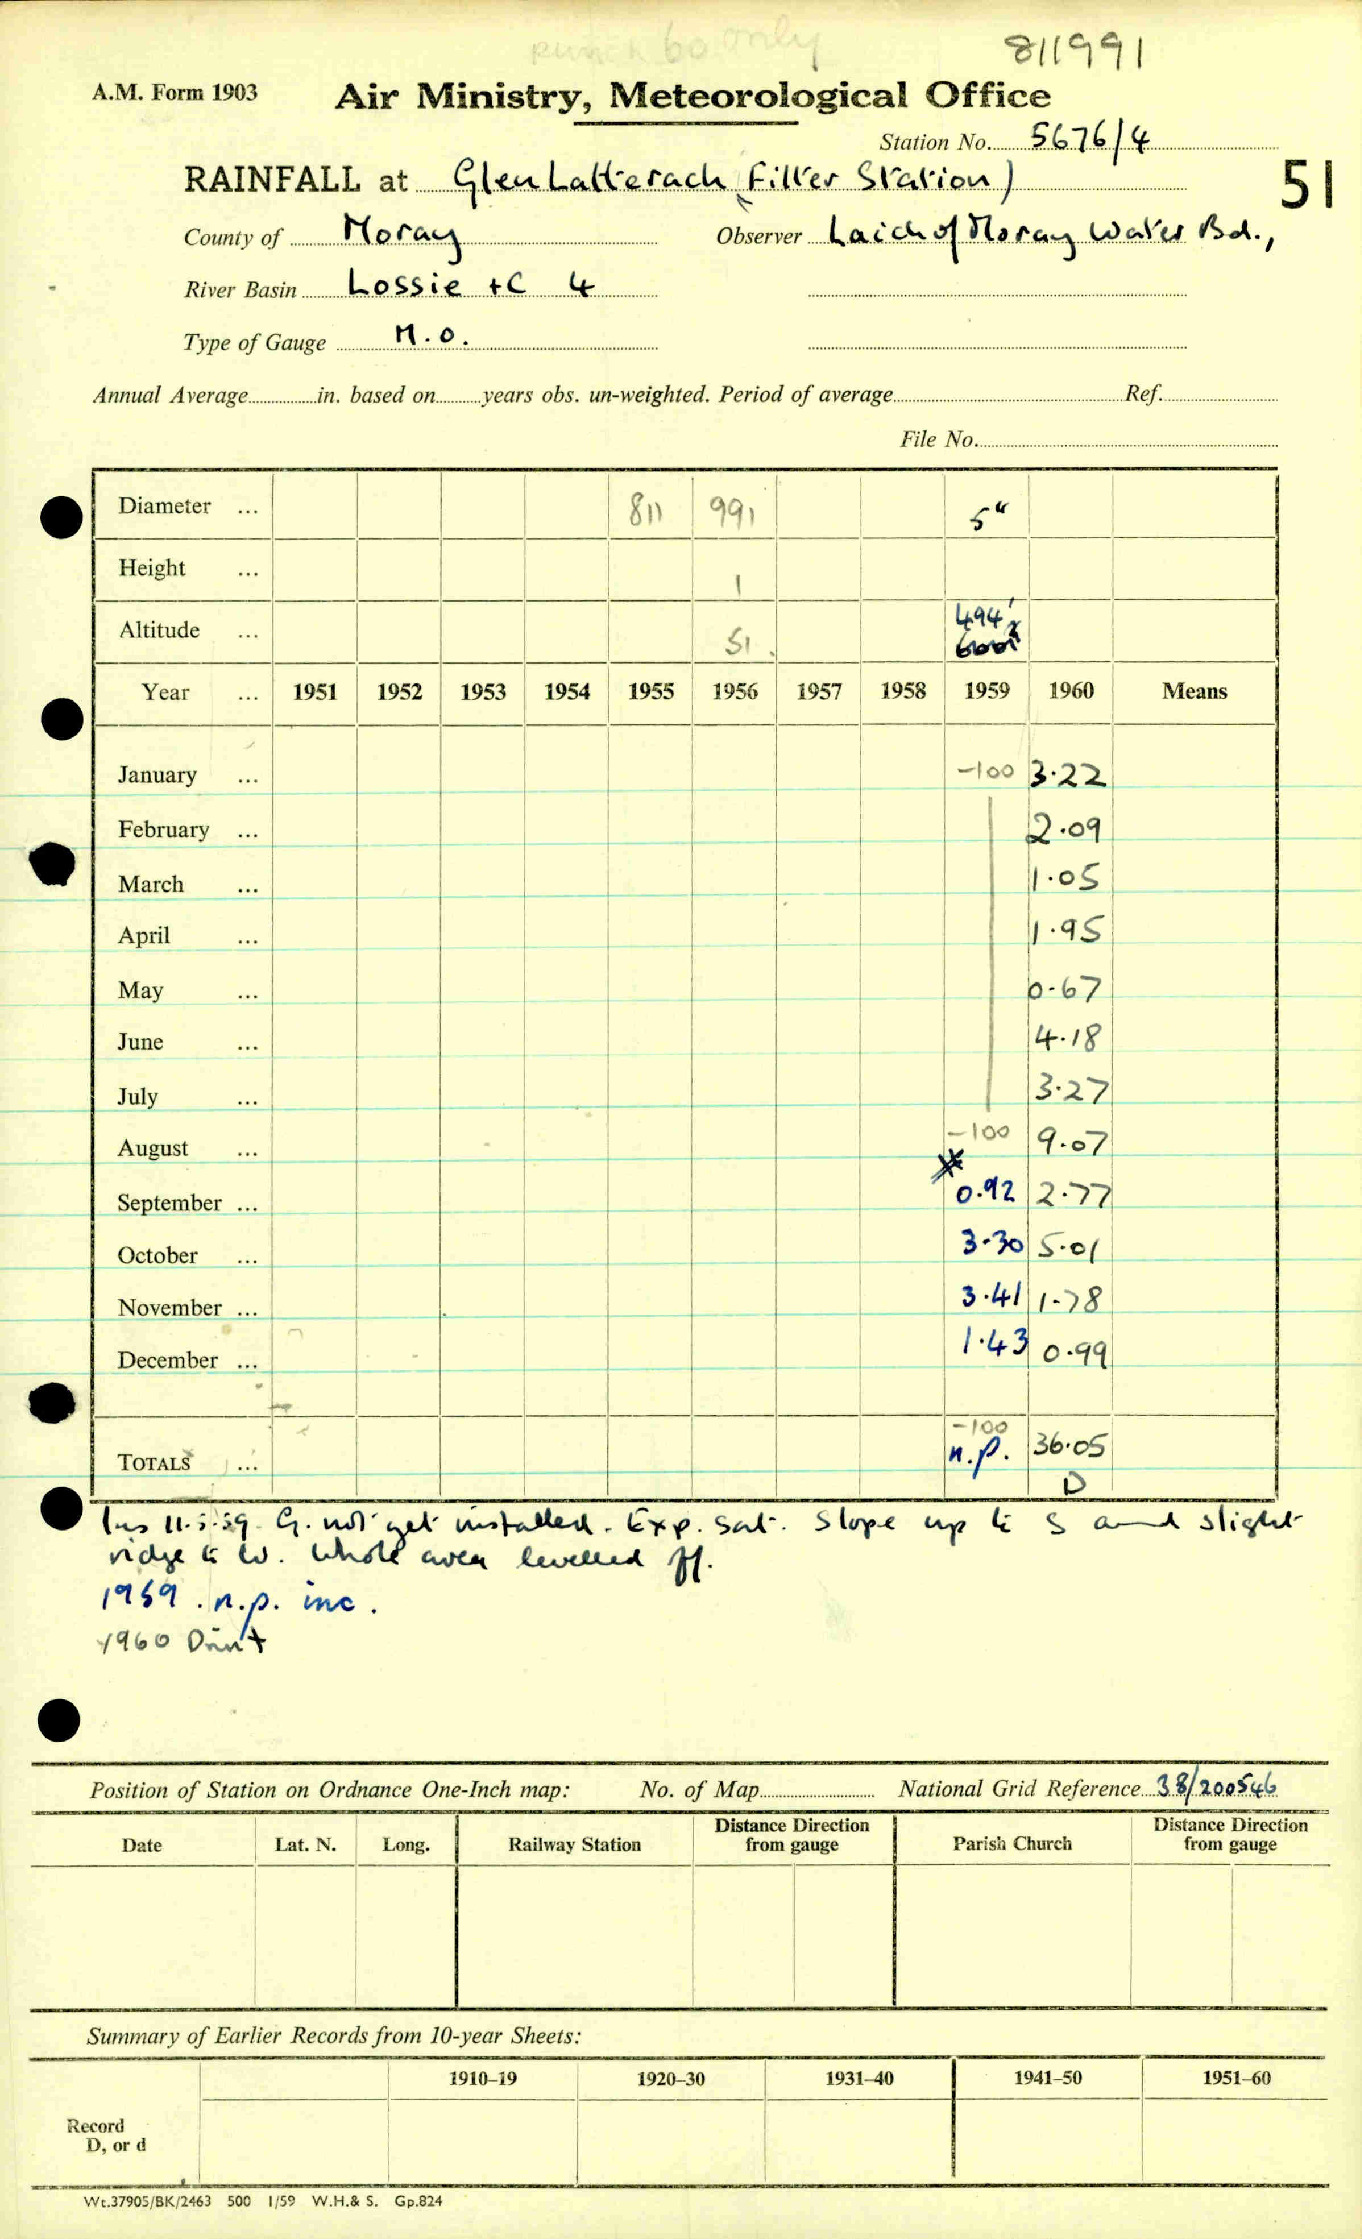 punch 60 only
811991
A.M. Form 1903 Air Ministry, Meteorological Office
Station No. 5676/4
RAINFALL at Glen Latterach (Filter Station)
51
County of Moray Observer Laich of Moray Water Bd.,
River Basin Lossie +C 4
Type of Gauge M.O.
Annual Average in. based on years obs. un-weighted. Period of average Ref.
File No.
Diameter ... 811 991 5"
Height ... 1
Altitude ... 51. 494'
Year ... 1951 1952 1953 1954 1955 1956 1957 1958 1959 1960 Means
January ... -100 3.22
February ... 2.09
March ... 1.05
April ... 1.95
May ... 0.67
June ... 4.18
July ... 3.27
August ... -100 9.07
September ... 0.92 2.77
October ... 3.30 5.01
November ... 3.41 1.78
December ... 1.43 0.99
-100
TOTALS ... n.p. 36.05
D
Ins 11.5.59. G. not yet installed. Exp. sat. Slope up to S and slight
ridge to W. Whole area levelled off.
1959. n.p. inc.
1960 Print
Position of Station on Ordnance One-Inch map: No. of Map National Grid Reference 38/200546
Date Lat. N. Long. Railway Station Distance Direction from gauge Parish Church Distance Direction from gauge
Summary of Earlier Records from 10-year Sheets:
1910–19 1920–30 1931–40 1941–50 1951–60
Record
D, or d
Wt.37905/BK/2463 500 1/59 W.H.& S. Gp.824